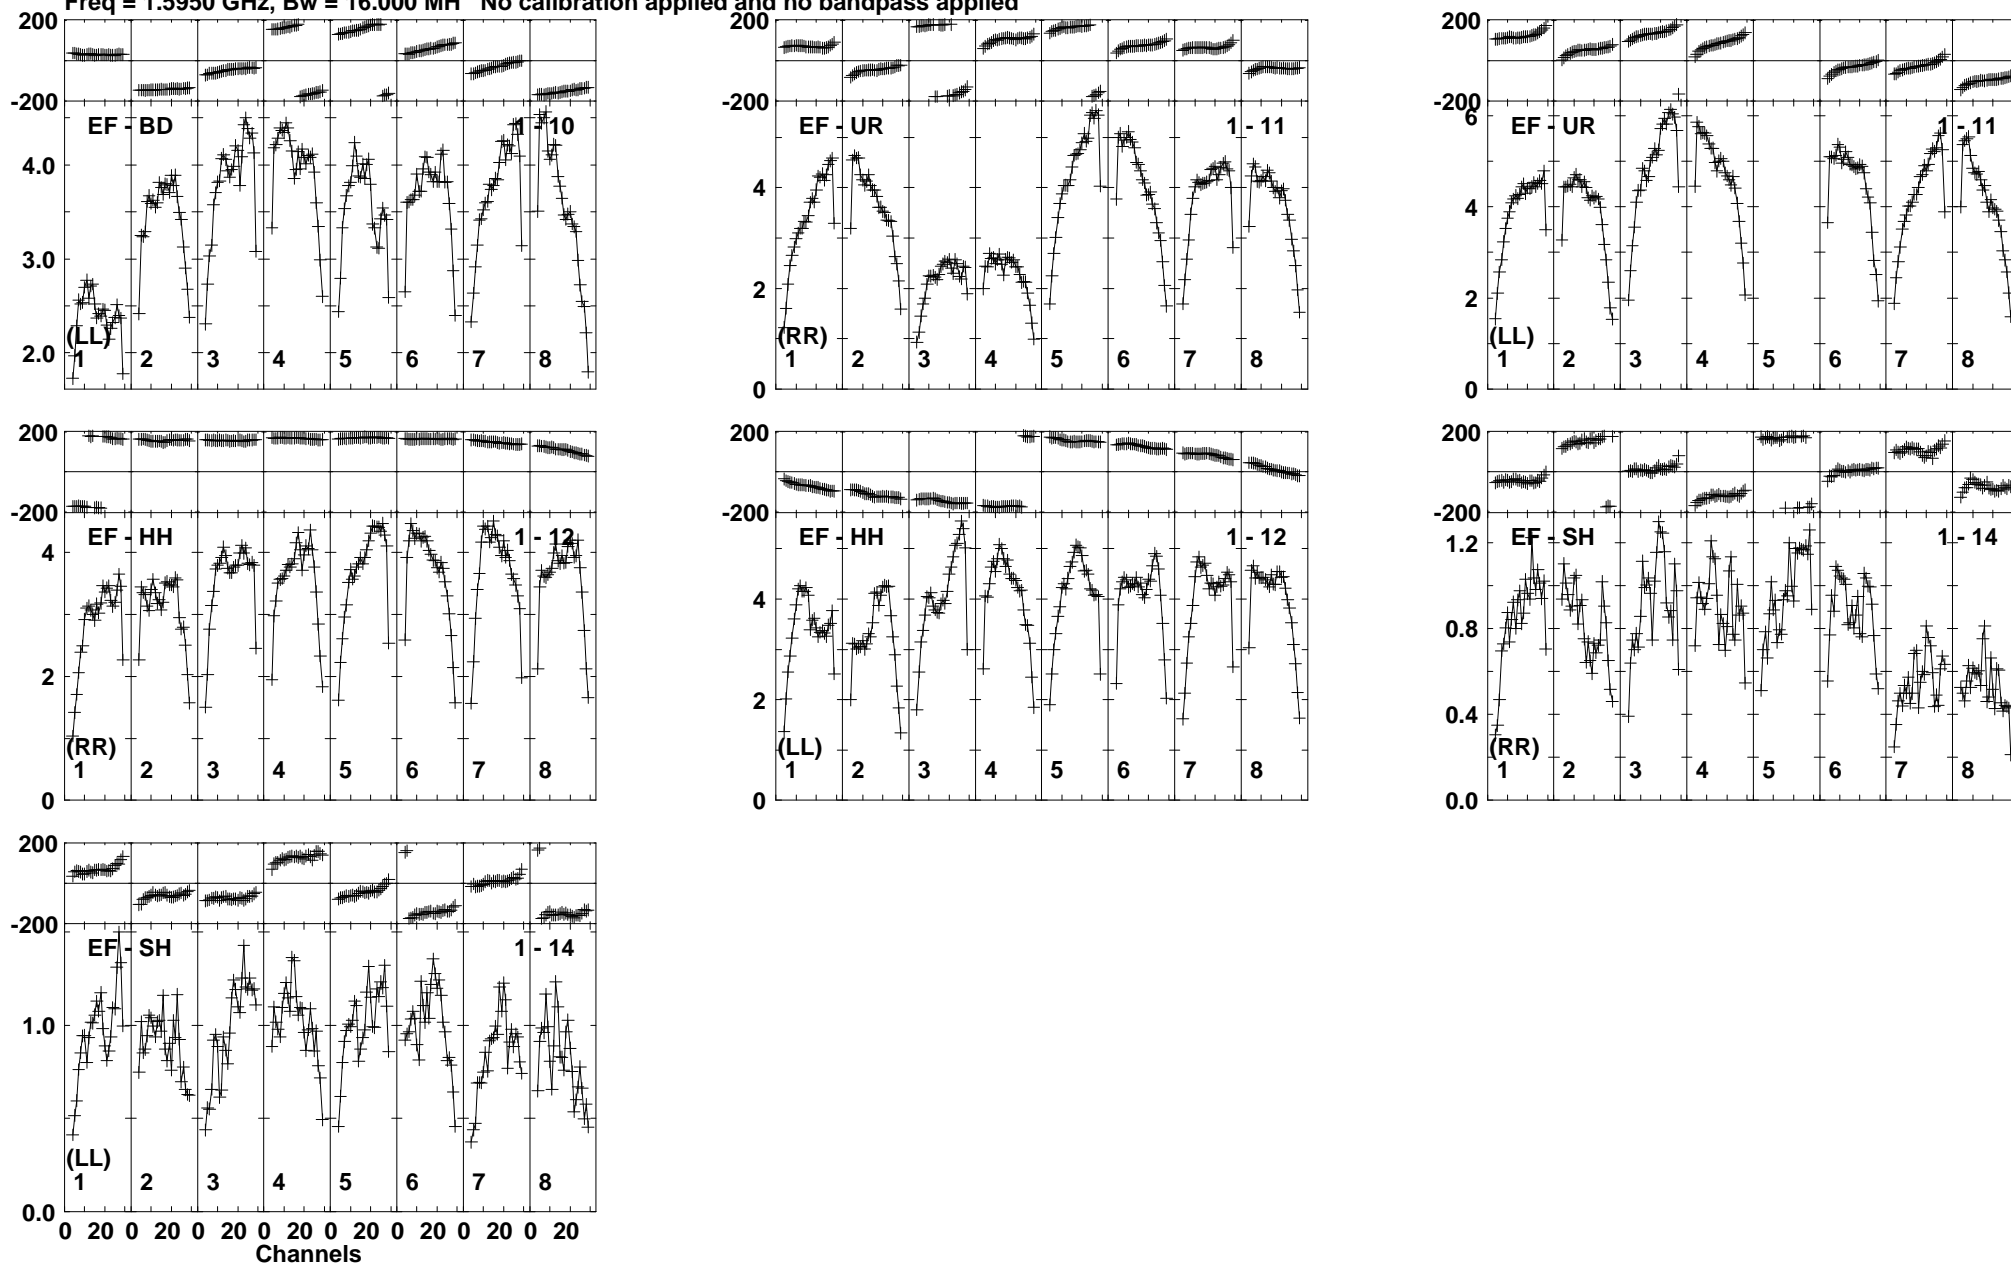 Freq = 1.5950 GHz, Bw = 16.000 MH No calibration applied and no bandpass applied
200
-200
EF - BD
1 - 10
4.0
3.0
2.0
(LL)
1 2 3 4 5 6 7 8
200
-200
EF - UR
1 - 11
4
2
0
(RR)
1 2 3 4 5 6 7 8
200
-200
6
EF - UR
1 - 11
4
2
0
(LL)
1 2 3 4 5 6 7 8
200
-200
EF - HH
1 - 12
4
2
0
(RR)
1 2 3 4 5 6 7 8
200
-200
EF - HH
1 - 12
4
2
0
(LL)
1 2 3 4 5 6 7 8
200
-200
EF - SH
1 - 14
1.2
0.8
0.4
0.0
(RR)
1 2 3 4 5 6 7 8
200
-200
EF - SH
1 - 14
1.0
0.0
(LL)
1 2 3 4 5 6 7 8
0 20 0 20 0 20 0 20 0 20 0 20 0 20 0 20
Channels